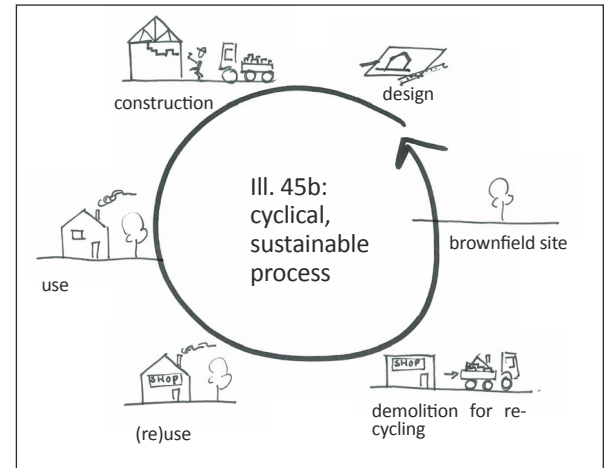 construction
design
Ill. 45b:
cyclical,
sustainable
process
brownfield site
use
SHOP
(re)use
SHOP
demolition for re-
cycling